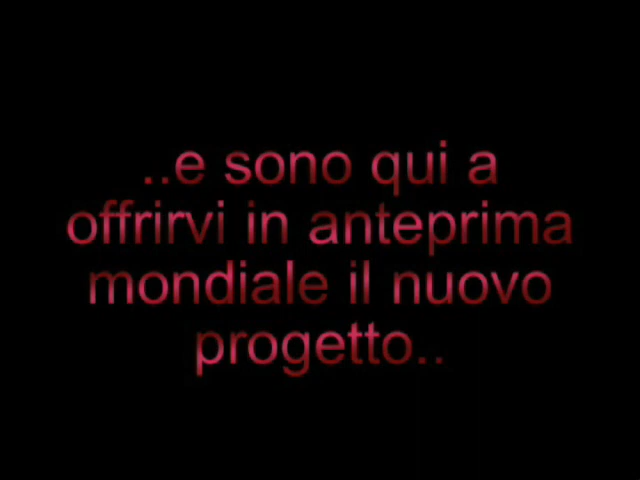 ..e sono qui a
offrirvi in anteprima
mondiale il nuovo
progetto..